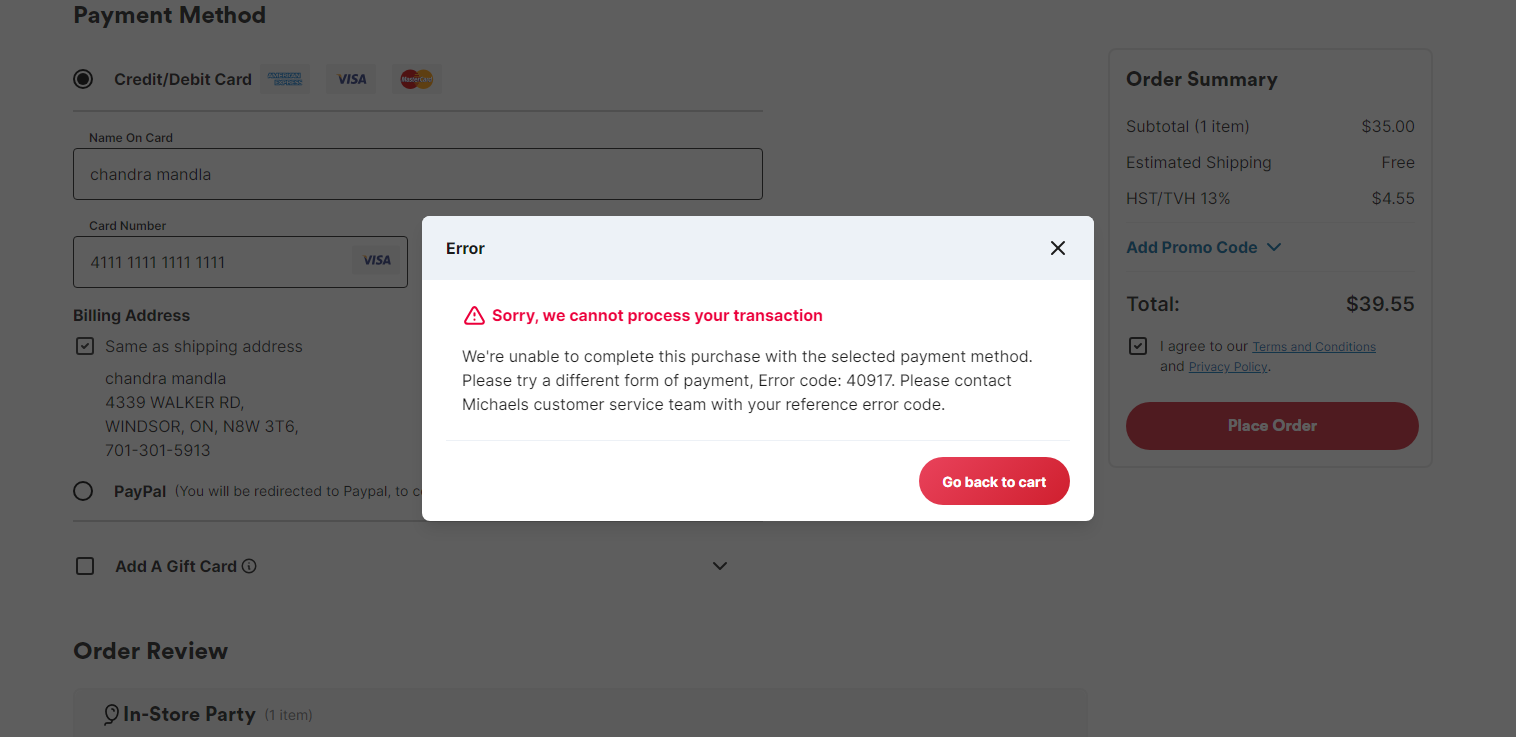 Payment Method
Credit/Debit Card AMERICAN EXPRESS VISA MasterCard
Name On Card
chandra mandla
Card Number
4111 1111 1111 1111 VISA
Billing Address
Same as shipping address
chandra mandla
4339 WALKER RD,
WINDSOR, ON, N8W 3T6,
701-301-5913
PayPal (You will be redirected to Paypal, to c
Add A Gift Card
Order Review
In-Store Party (1 item)
Error
Sorry, we cannot process your transaction
We're unable to complete this purchase with the selected payment method.
Please try a different form of payment, Error code: 40917. Please contact
Michaels customer service team with your reference error code.
Go back to cart
Order Summary
Subtotal (1 item) $35.00
Estimated Shipping Free
HST/TVH 13% $4.55
Add Promo Code
Total: $39.55
I agree to our Terms and Conditions
and Privacy Policy.
Place Order